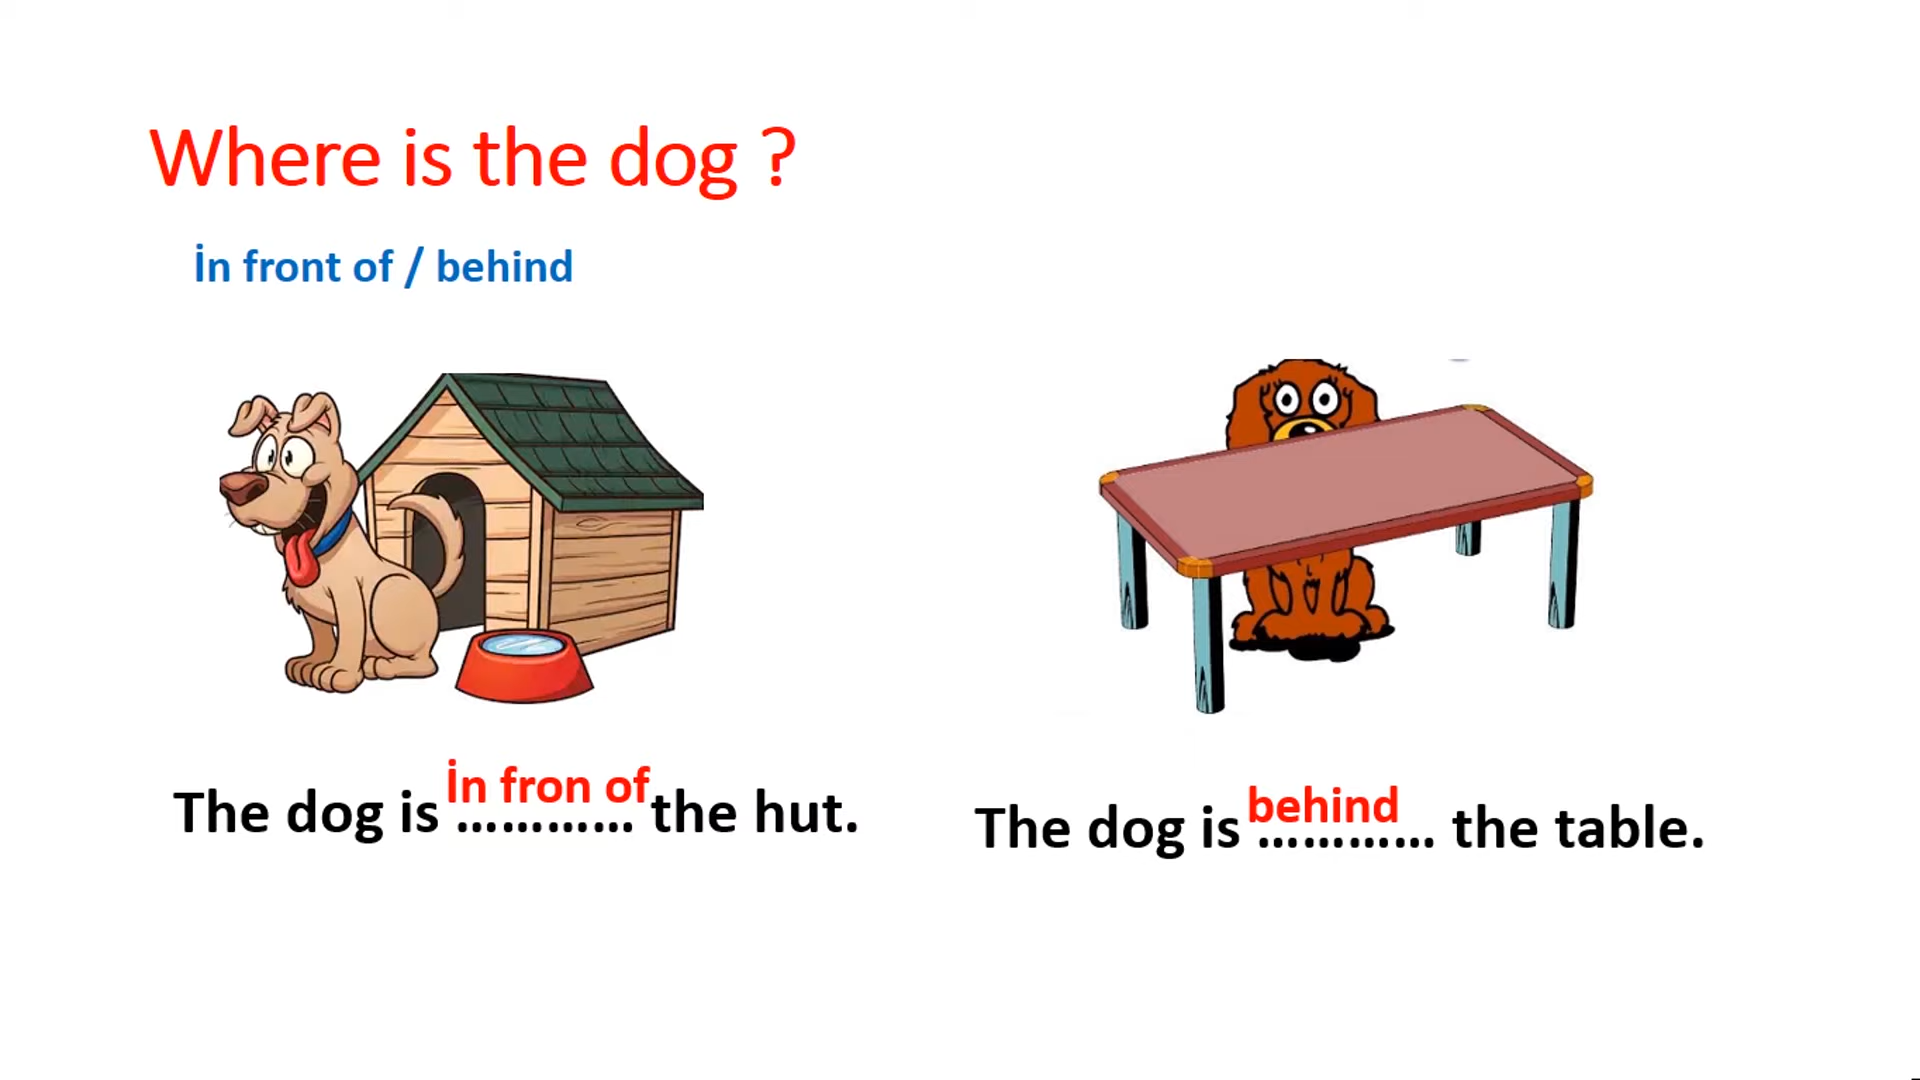 Where is the dog ?
İn front of / behind
The dog is ............. the hut.
İn fron of
The dog is ............. the table.
behind